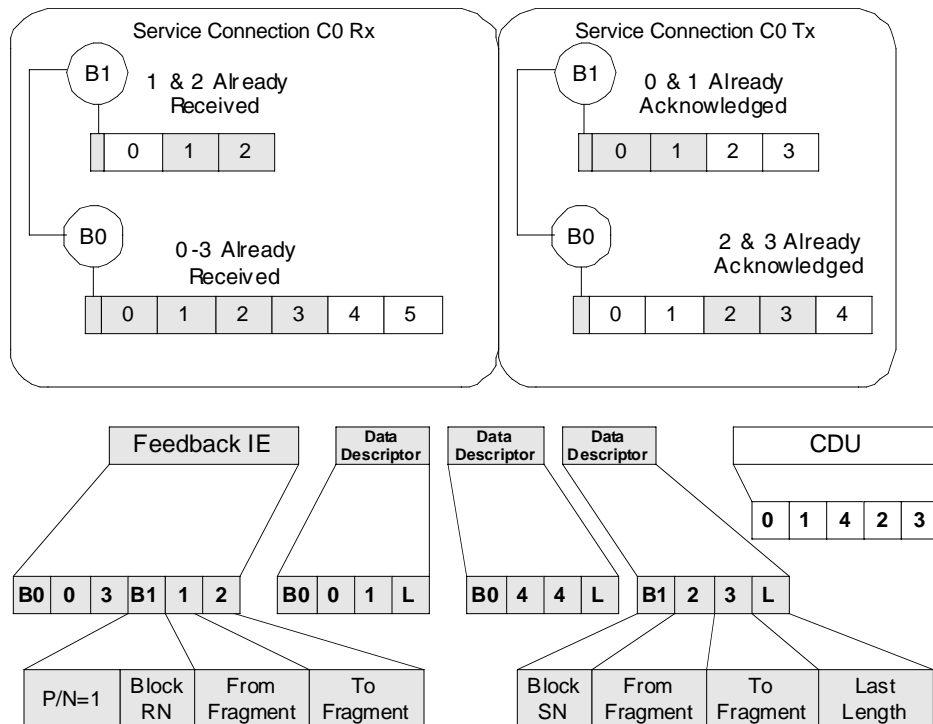 Service Connection C0 Rx
B1
1 & 2 Already
Received
0 1 2
B0
0-3 Already
Received
0 1 2 3 4 5
Service Connection C0 Tx
B1
0 & 1 Already
Acknowledged
0 1 2 3
B0
2 & 3 Already
Acknowledged
0 1 2 3 4
Feedback IE
Data
Descriptor
Data
Descriptor
Data
Descriptor
CDU
0 1 4 2 3
B0 0 3 B1 1 2
B0 0 1 L
B0 4 4 L
B1 2 3 L
P/N=1
Block
RN
From
Fragment
To
Fragment
Block
SN
From
Fragment
To
Fragment
Last
Length